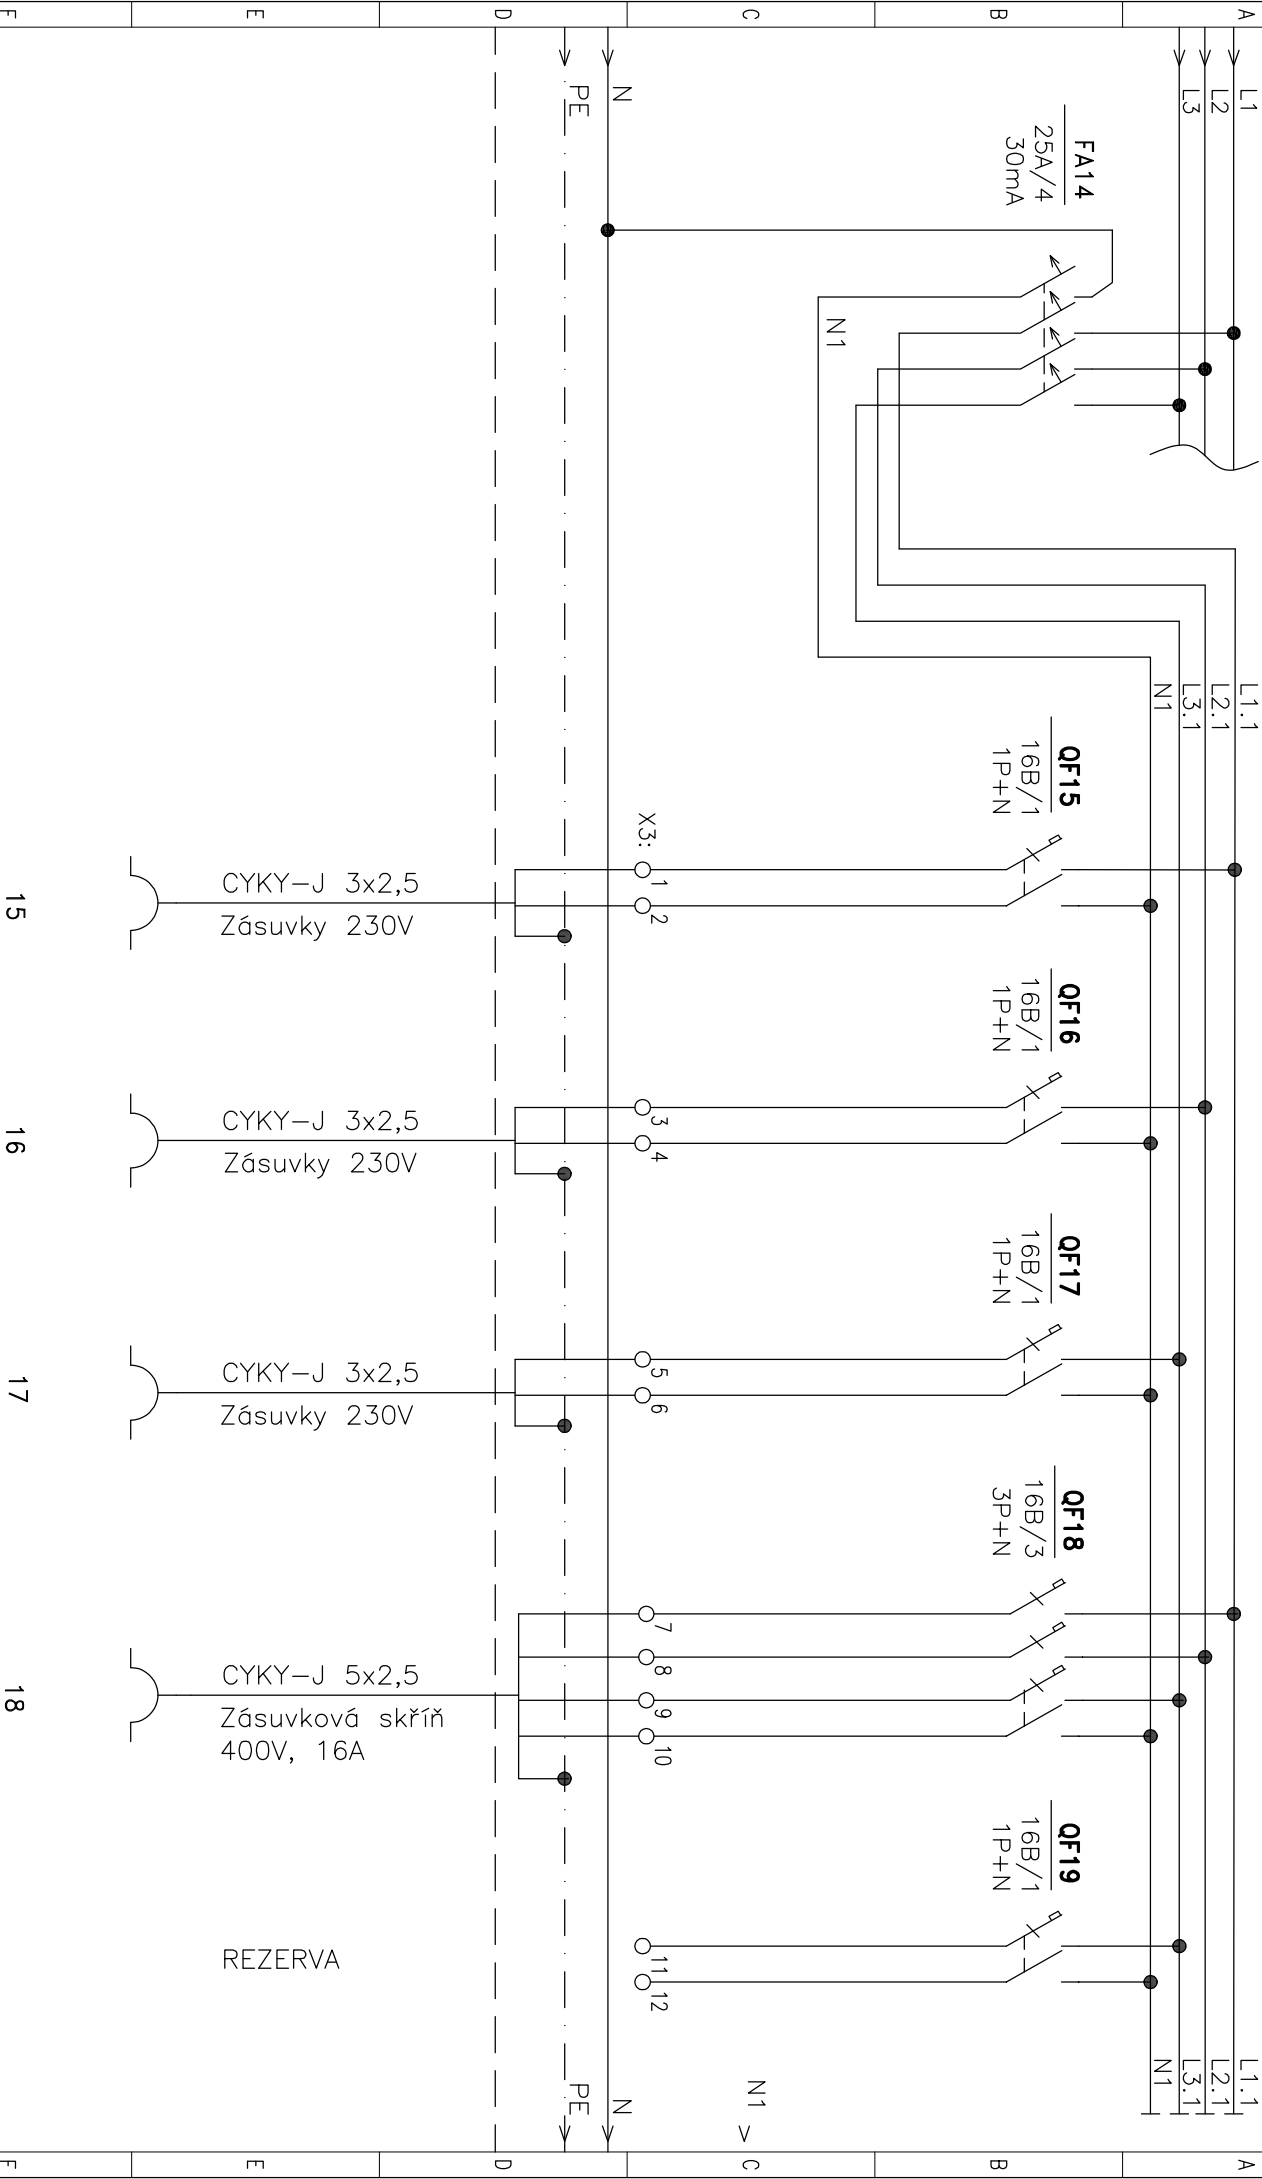 A
B
C
D
E
F
L1
L2
L3
N
PE
FA14
25A/4
30mA
N1
L1.1
L2.1
L3.1
N1
QF15
16B/1
1P+N
QF16
16B/1
1P+N
QF17
16B/1
1P+N
QF18
16B/3
3P+N
QF19
16B/1
1P+N
X3:
1
2
3
4
5
6
7
8
9
10
11
12
L1.1
L2.1
L3.1
N1
N1 >
N
PE
CYKY-J 3x2,5
Zásuvky 230V
CYKY-J 3x2,5
Zásuvky 230V
CYKY-J 3x2,5
Zásuvky 230V
CYKY-J 5x2,5
Zásuvková skříň
400V, 16A
REZERVA
15
16
17
18
A
B
C
D
E
F